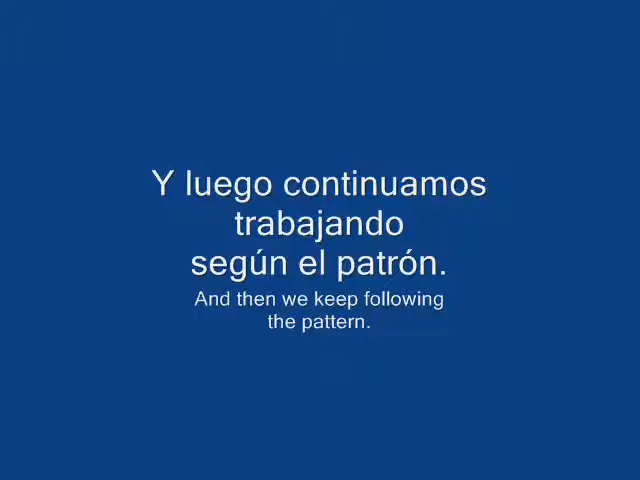 Y luego continuamos
trabajando
según el patrón.
And then we keep following
the pattern.